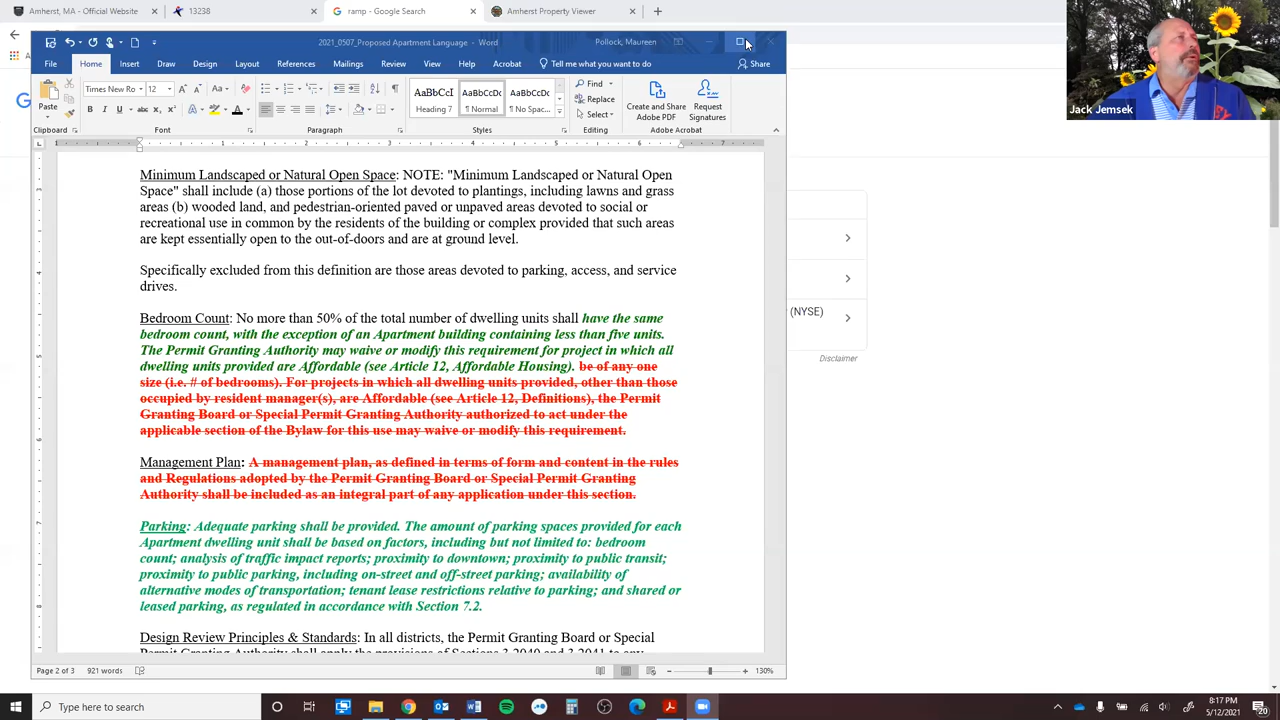 Amherst, MA - Official Website
13238
ramp - Google Search
Amherst Property Viewer
2021_0507_Proposed Apartment Language - Word
Pollock, Maureen
File Home Insert Draw Design Layout References Mailings Review View Help Acrobat Tell me what you want to do Share
Times New Ro 12
Paste
Clipboard
Font
Paragraph
AaBbCcI AaBbCcDc AaBbCcDc
Heading 7 ¶ Normal ¶ No Spac...
Styles
Find
Replace
Select
Editing
Create and Share Adobe PDF
Request Signatures
Adobe Acrobat
Jack Jemsek
Minimum Landscaped or Natural Open Space: NOTE: "Minimum Landscaped or Natural Open
Space" shall include (a) those portions of the lot devoted to plantings, including lawns and grass
areas (b) wooded land, and pedestrian-oriented paved or unpaved areas devoted to social or
recreational use in common by the residents of the building or complex provided that such areas
are kept essentially open to the out-of-doors and are at ground level.
Specifically excluded from this definition are those areas devoted to parking, access, and service
drives.
Bedroom Count: No more than 50% of the total number of dwelling units shall have the same
bedroom count, with the exception of an Apartment building containing less than five units.
The Permit Granting Authority may waive or modify this requirement for project in which all
dwelling units provided are Affordable (see Article 12, Affordable Housing). be of any one
size (i.e. # of bedrooms). For projects in which all dwelling units provided, other than those
occupied by resident manager(s), are Affordable (see Article 12, Definitions), the Permit
Granting Board or Special Permit Granting Authority authorized to act under the
applicable section of the Bylaw for this use may waive or modify this requirement.
Management Plan: A management plan, as defined in terms of form and content in the rules
and Regulations adopted by the Permit Granting Board or Special Permit Granting
Authority shall be included as an integral part of any application under this section.
Parking: Adequate parking shall be provided. The amount of parking spaces provided for each
Apartment dwelling unit shall be based on factors, including but not limited to: bedroom
count; analysis of traffic impact reports; proximity to downtown; proximity to public transit;
proximity to public parking, including on-street and off-street parking; availability of
alternative modes of transportation; tenant lease restrictions relative to parking; and shared or
leased parking, as regulated in accordance with Section 7.2.
Design Review Principles & Standards: In all districts, the Permit Granting Board or Special
Permit Granting Authority shall apply the provisions of Sections 3.2040 and 3.2041 to any
(NYSE)
Disclaimer
Page 2 of 3 921 words
130%
Type here to search
8:17 PM
5/12/2021